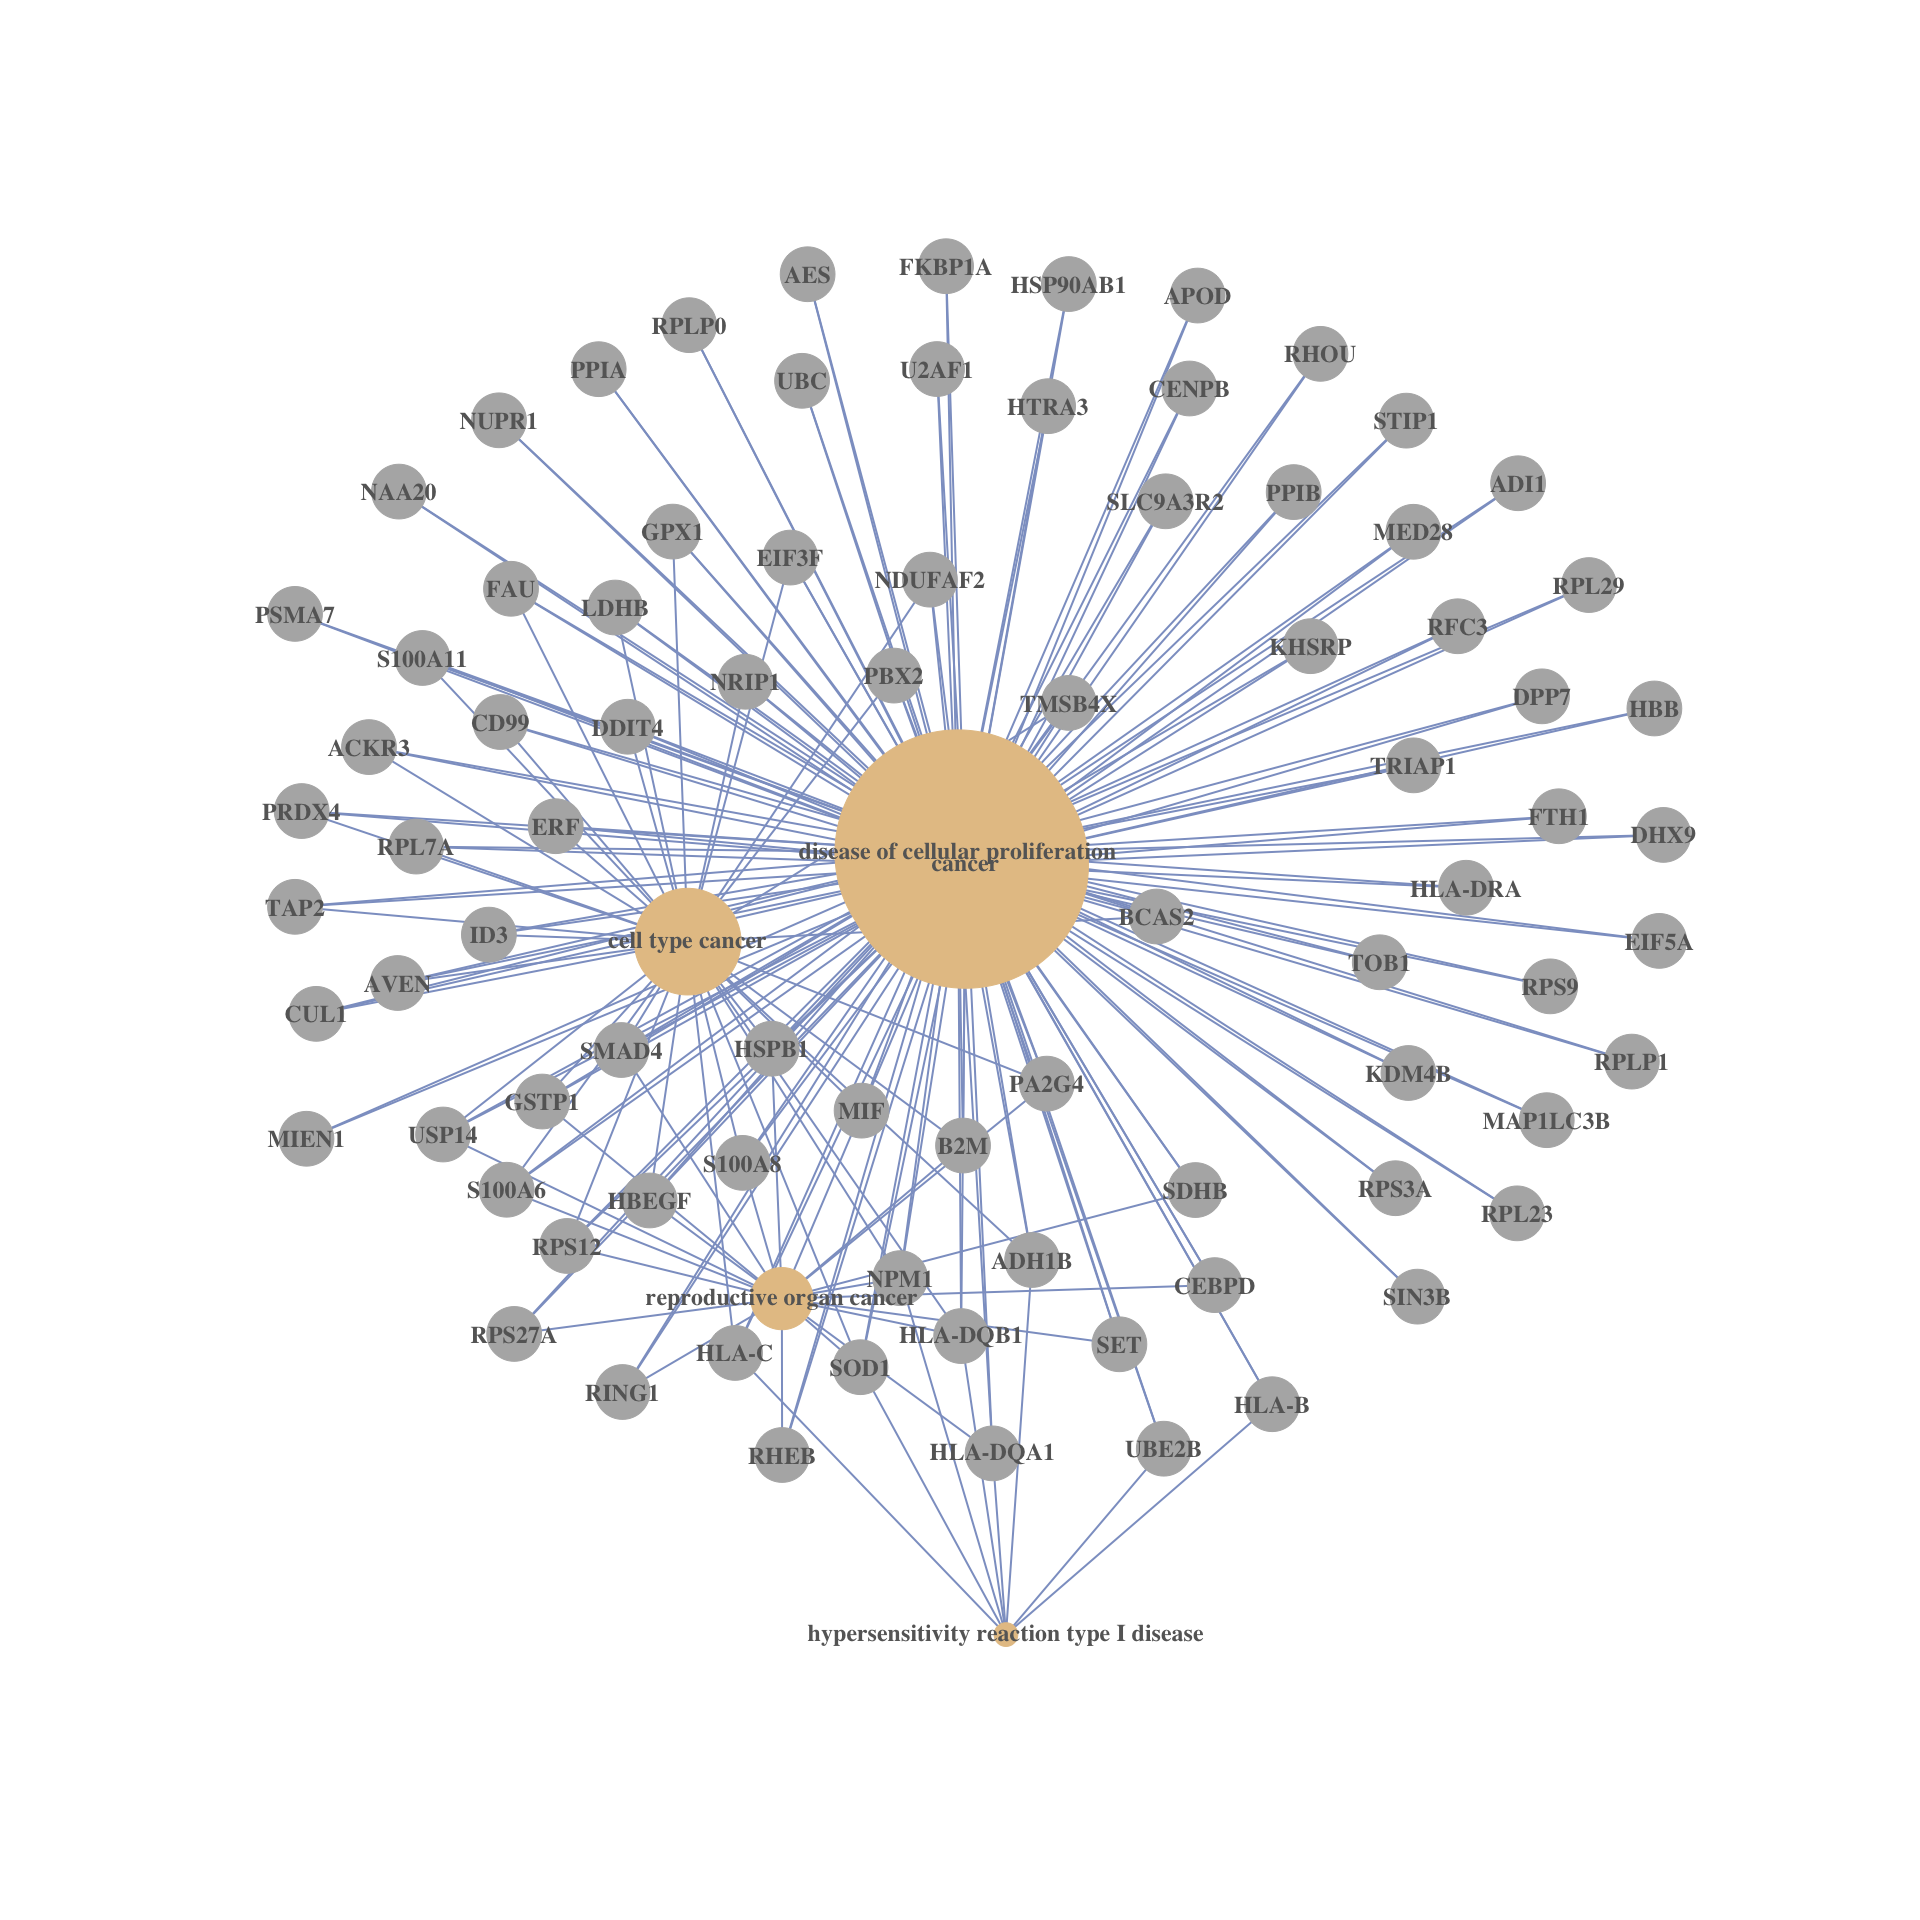 FKBP1A
AES
HSP90AB1
APOD
RPLP0
RHOU
PPIA
U2AF1
UBC
CENPB
HTRA3
NUPR1
STIP1
ADI1
NAA20
PPIB
SLC9A3R2
GPX1
MED28
EIF3F
NDUFAF2
RPL29
FAU
LDHB
PSMA7
RFC3
KHSRP
S100A11
PBX2
NRIP1
DPP7
TMSB4X
HBB
CD99
DDIT4
ACKR3
TRIAP1
PRDX4
FTH1
ERF
DHX9
RPL7A
disease of cellular proliferation
cancer
HLA-DRA
TAP2
BCAS2
ID3
cell type cancer
EIF5A
TOB1
AVEN
RPS9
CUL1
HSPB1
SMAD4
RPLP1
KDM4B
PA2G4
GSTP1
MIF
MAP1LC3B
USP14
MIEN1
B2M
S100A8
S100A6
SDHB
RPS3A
HBEGF
RPL23
RPS12
ADH1B
NPM1
CEBPD
reproductive organ cancer
SIN3B
RPS27A
HLA-DQB1
SET
HLA-C
SOD1
RING1
HLA-B
UBE2B
HLA-DQA1
RHEB
hypersensitivity reaction type I disease